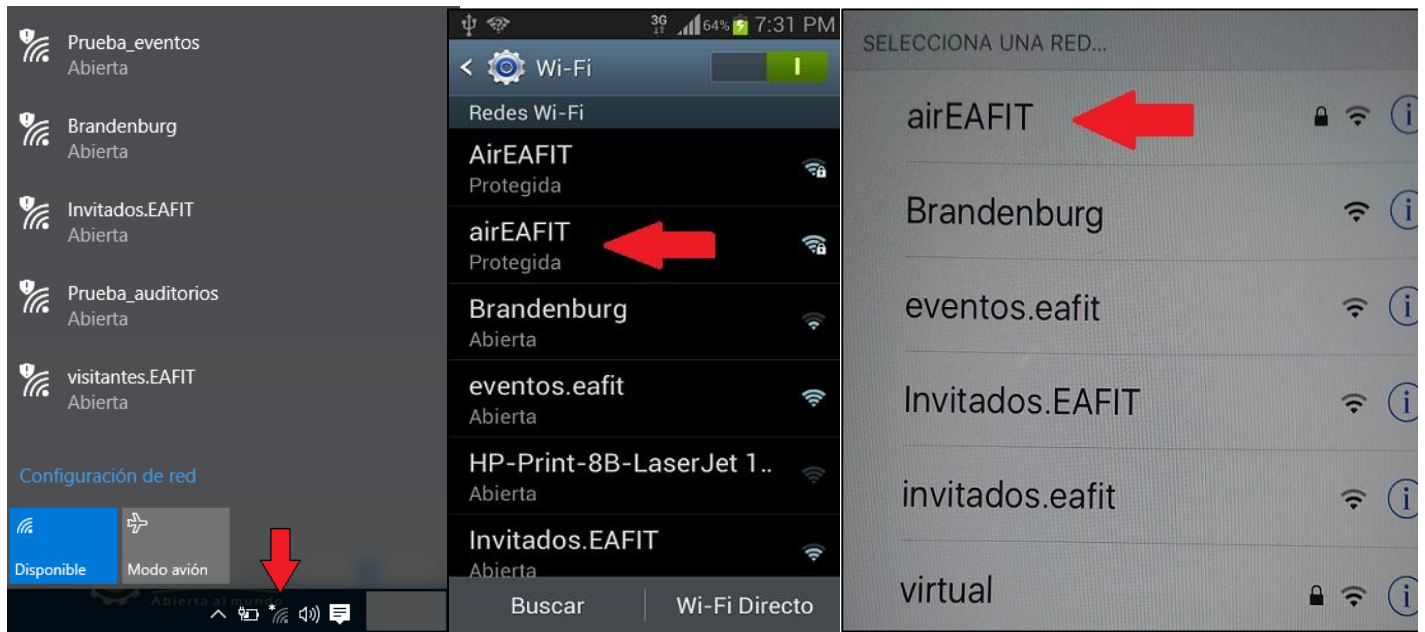 Prueba_eventos
Abierta
Brandenburg
Abierta
Invitados.EAFIT
Abierta
Prueba_auditorios
Abierta
visitantes.EAFIT
Abierta
Configuración de red
Disponible
Modo avión
Abierta al mundo
3G
64%
7:31 PM
Wi-Fi
Redes Wi-Fi
AirEAFIT
Protegida
airEAFIT
Protegida
Brandenburg
Abierta
eventos.eafit
Abierta
HP-Print-8B-LaserJet 1..
Abierta
Invitados.EAFIT
Abierta
Buscar
Wi-Fi Directo
SELECCIONA UNA RED...
airEAFIT
Brandenburg
eventos.eafit
Invitados.EAFIT
invitados.eafit
virtual